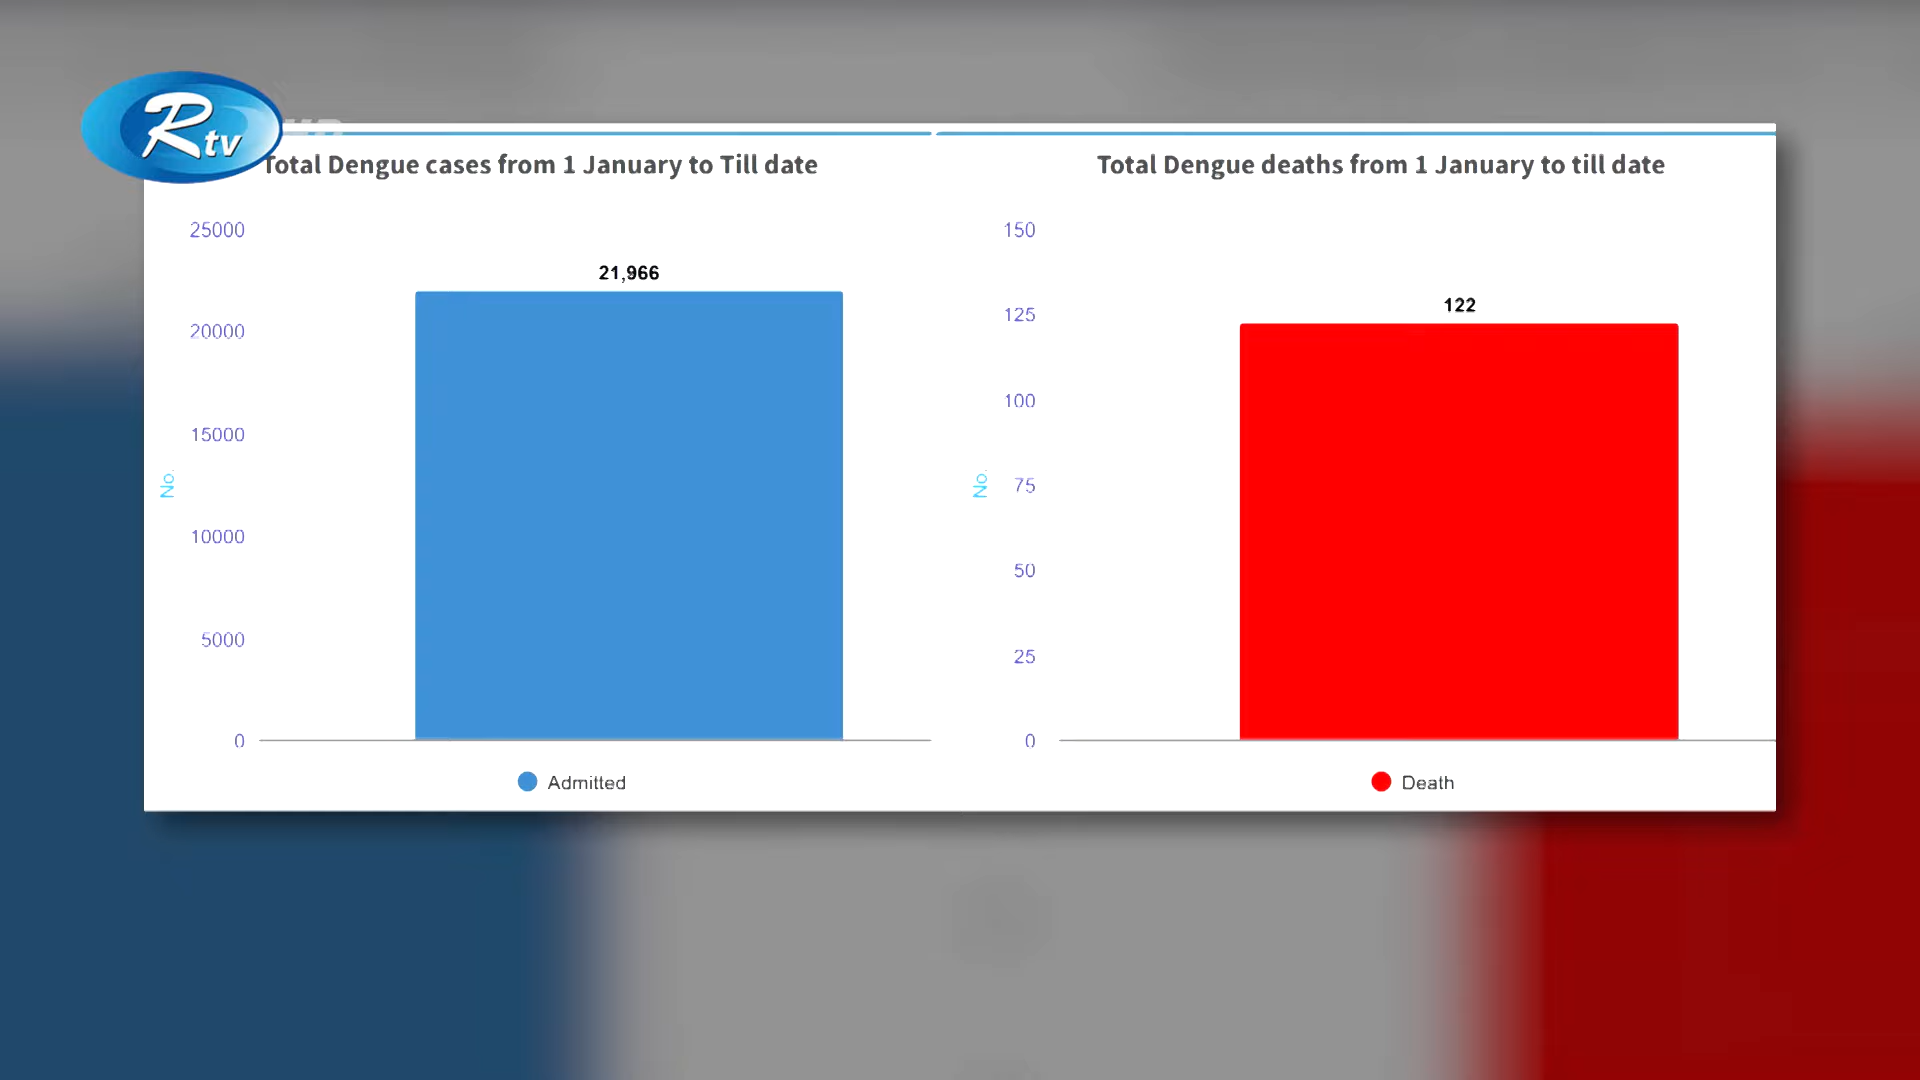 Rtv
Total Dengue cases from 1 January to Till date
25000
20000
15000
10000
5000
0
No.
21,966
Admitted
Total Dengue deaths from 1 January to till date
150
125
100
75
50
25
0
No.
122
Death